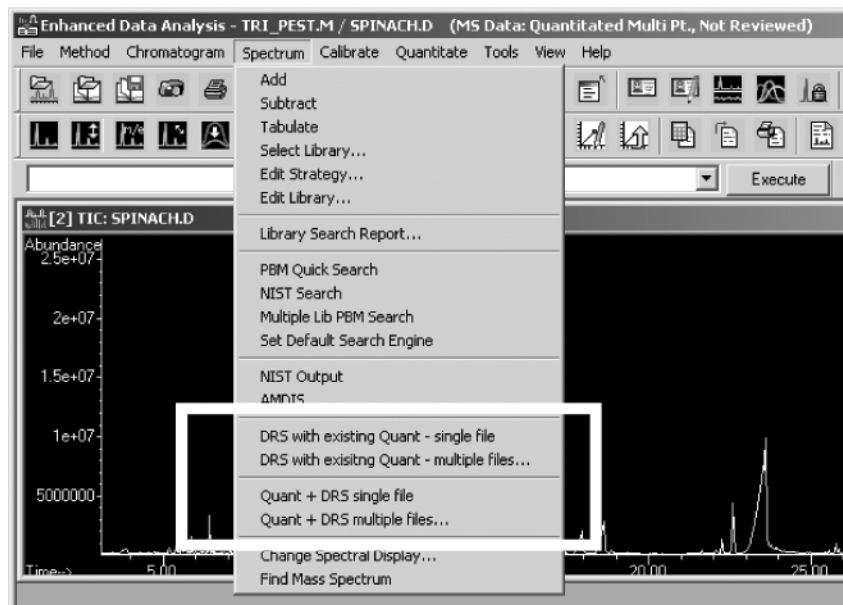 Enhanced Data Analysis - TRI_PEST.M / SPINACH.D (MS Data: Quantitated Multi Pt., Not Reviewed)
File Method Chromatogram Spectrum Calibrate Quantitate Tools View Help
Add
Subtract
Tabulate
Select Library...
Edit Strategy...
Edit Library...
Execute
[2] TIC: SPINACH.D
Library Search Report...
Abundance
2.5e+07
PBM Quick Search
NIST Search
2e+07
Multiple Lib PBM Search
Set Default Search Engine
1.5e+07
NIST Output
AMDIS
1e+07
DRS with existing Quant - single file
DRS with exisitng Quant - multiple files...
5000000
Quant + DRS single file
Quant + DRS multiple files...
Change Spectral Display...
Time--> 5.00 20.00 25.00
Find Mass Spectrum